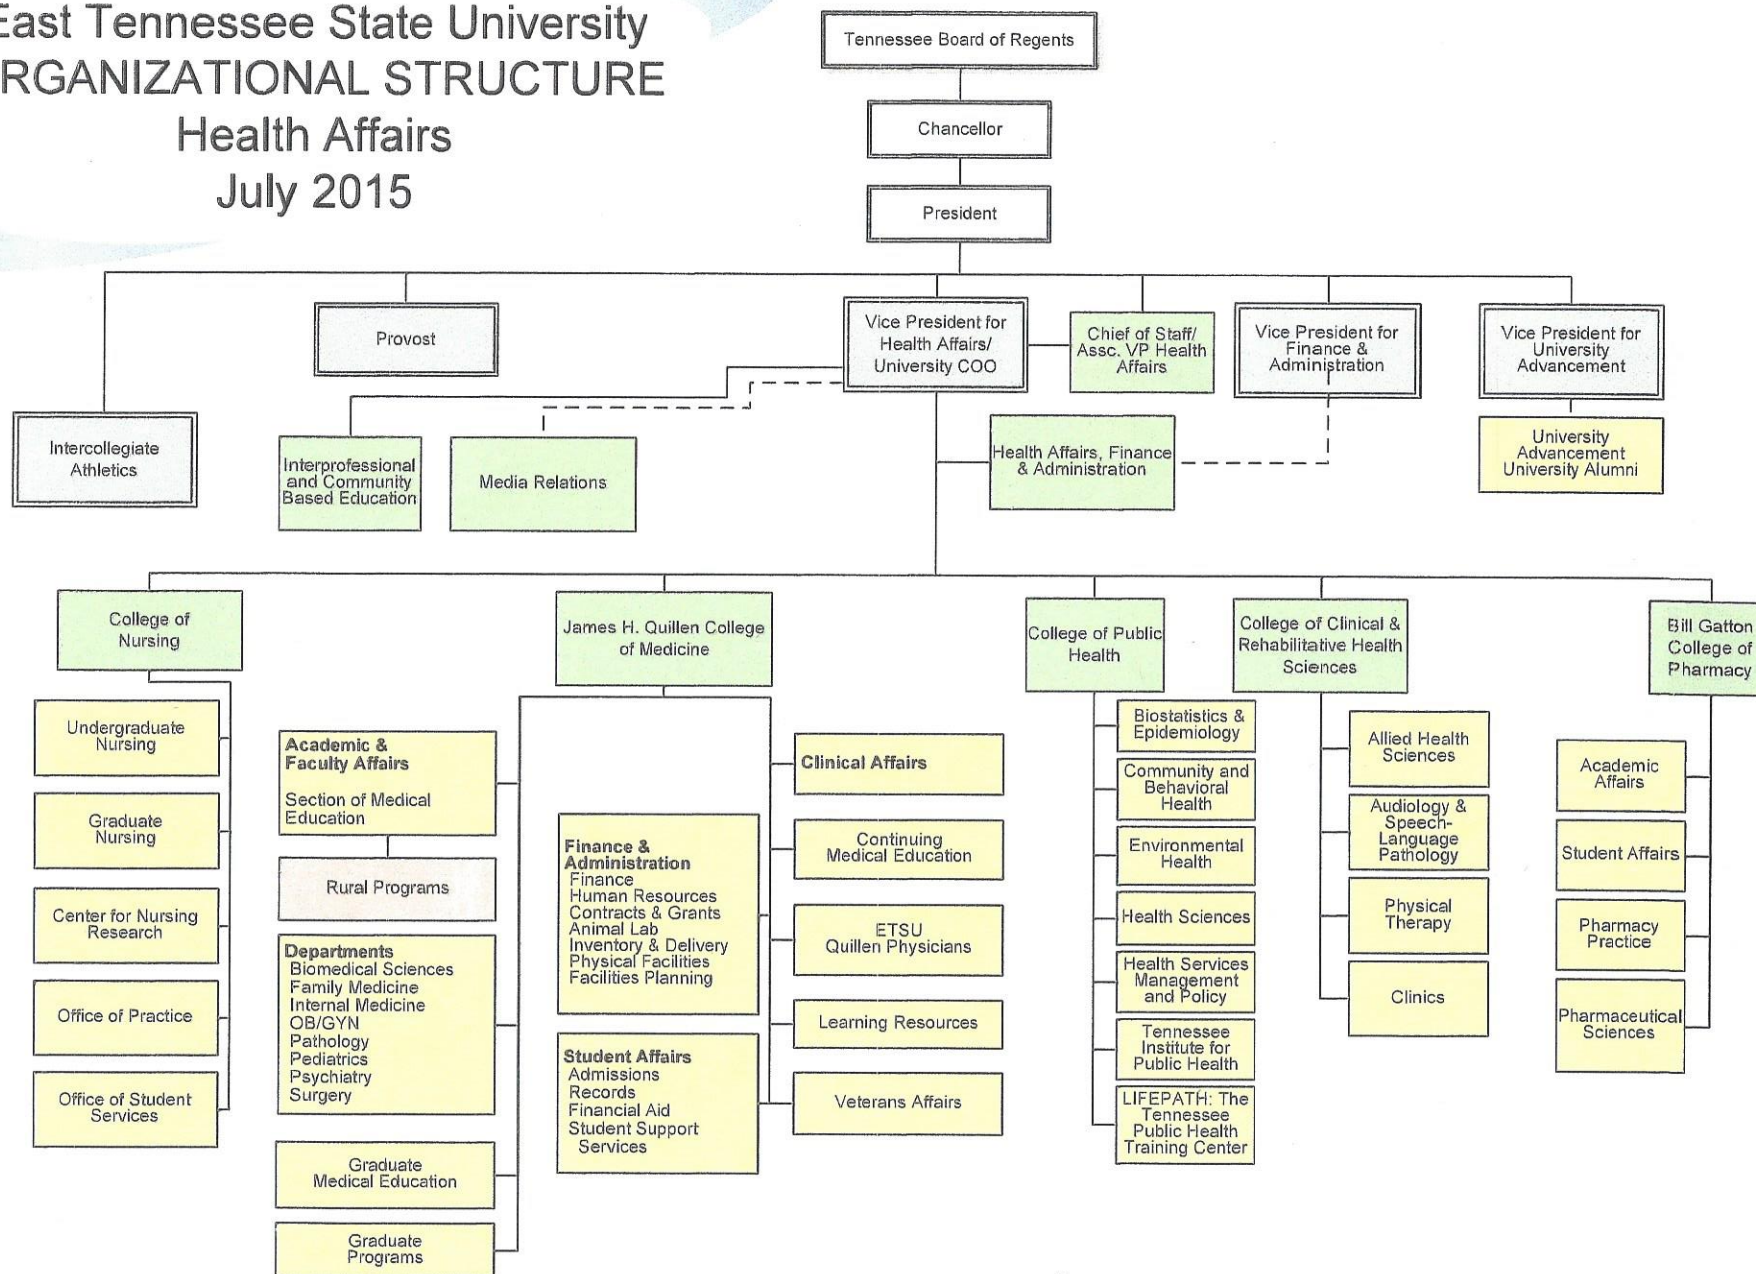 East Tennessee State University
RGANIZATIONAL STRUCTURE
Health Affairs
July 2015
Tennessee Board of Regents
Chancellor
President
Provost
Vice President for
Health Affairs/
University COO
Chief of Staff/
Assc. VP Health
Affairs
Vice President for
Finance &
Administration
Vice President for
University
Advancement
Intercollegiate
Athletics
Interprofessional
and Community
Based Education
Media Relations
Health Affairs, Finance
& Administration
University
Advancement
University Alumni
College of
Nursing
James H. Quillen College
of Medicine
College of Public
Health
College of Clinical &
Rehabilitative Health
Sciences
Bill Gatton
College of
Pharmacy
Undergraduate
Nursing
Graduate
Nursing
Center for Nursing
Research
Office of Practice
Office of Student
Services
Academic &
Faculty Affairs
Section of Medical
Education
Rural Programs
Departments
Biomedical Sciences
Family Medicine
Internal Medicine
OB/GYN
Pathology
Pediatrics
Psychiatry
Surgery
Graduate
Medical Education
Graduate
Programs
Finance &
Administration
Finance
Human Resources
Contracts & Grants
Animal Lab
Inventory & Delivery
Physical Facilities
Facilities Planning
Student Affairs
Admissions
Records
Financial Aid
Student Support
Services
Clinical Affairs
Continuing
Medical Education
ETSU
Quillen Physicians
Learning Resources
Veterans Affairs
Biostatistics &
Epidemiology
Community and
Behavioral
Health
Environmental
Health
Health Sciences
Health Services
Management
and Policy
Tennessee
Institute for
Public Health
LIFEPATH: The
Tennessee
Public Health
Training Center
Allied Health
Sciences
Audiology &
Speech-
Language
Pathology
Physical
Therapy
Clinics
Academic
Affairs
Student Affairs
Pharmacy
Practice
Pharmaceutical
Sciences